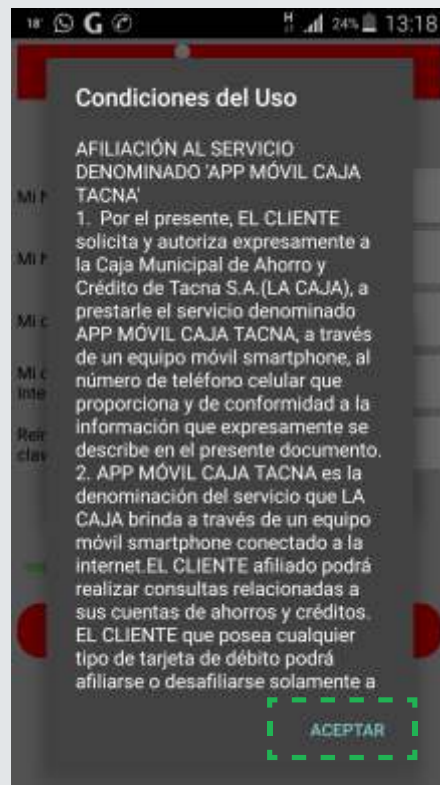 18° G H 24% 13:18
Condiciones del Uso
AFILIACIÓN AL SERVICIO
DENOMINADO 'APP MÓVIL CAJA
TACNA'
1. Por el presente, EL CLIENTE
solicita y autoriza expresamente a
la Caja Municipal de Ahorro y
Crédito de Tacna S.A.(LA CAJA), a
prestarle el servicio denominado
APP MÓVIL CAJA TACNA, a través
de un equipo móvil smartphone, al
número de teléfono celular que
proporciona y de conformidad a la
información que expresamente se
describe en el presente documento.
2. APP MÓVIL CAJA TACNA es la
denominación del servicio que LA
CAJA brinda a través de un equipo
móvil smartphone conectado a la
internet.EL CLIENTE afiliado podrá
realizar consultas relacionadas a
sus cuentas de ahorros y créditos.
EL CLIENTE que posea cualquier
tipo de tarjeta de débito podrá
afiliarse o desafiliarse solamente a
ACEPTAR